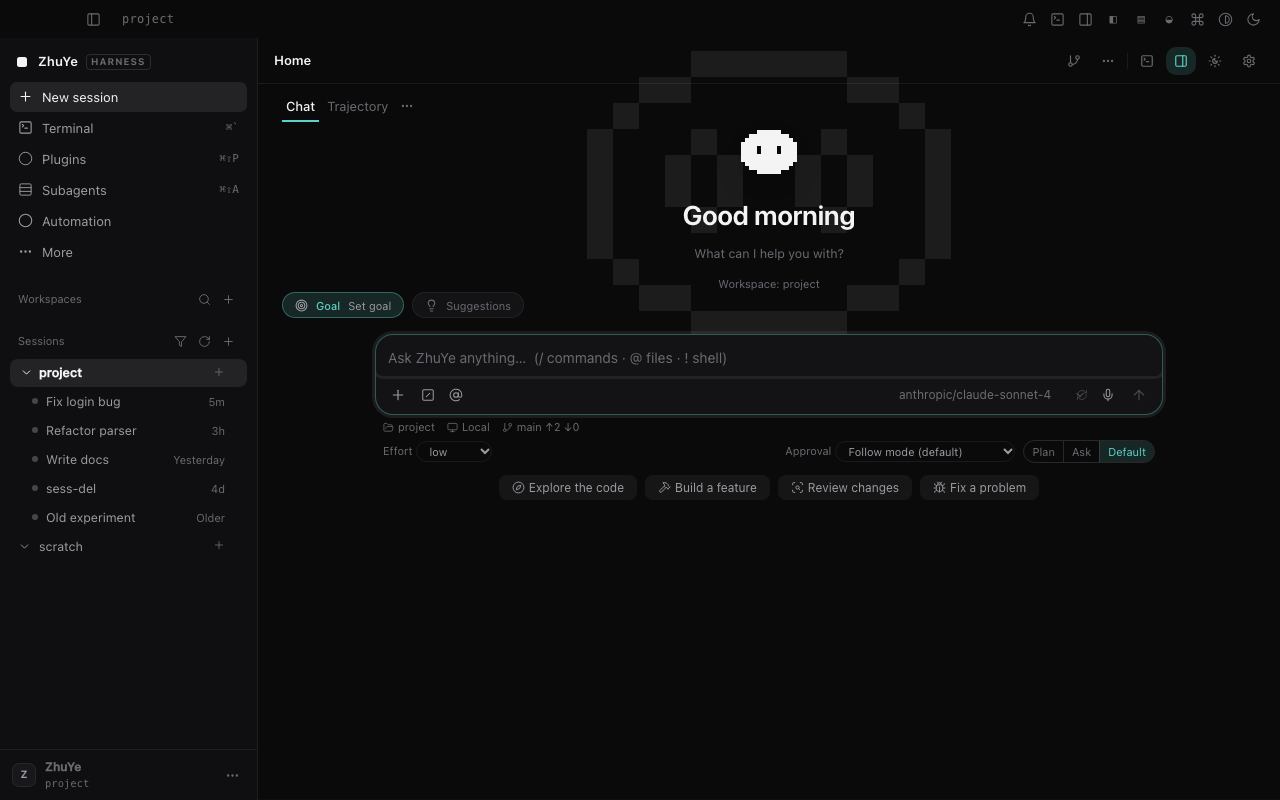 project
ZhuYe HARNESS
New session
Terminal ⌘`
Plugins ⌘⇧P
Subagents ⌘⇧A
Automation
More
Workspaces
Sessions
project
Fix login bug 5m
Refactor parser 3h
Write docs Yesterday
sess-del 4d
Old experiment Older
scratch
Z ZhuYe
project
Home
Chat Trajectory
Good morning
What can I help you with?
Workspace: project
Goal Set goal Suggestions
Ask ZhuYe anything... (/ commands · @ files · ! shell)
anthropic/claude-sonnet-4
project Local main ↑2 ↓0
Effort low Approval Follow mode (default) Plan Ask Default
Explore the code Build a feature Review changes Fix a problem